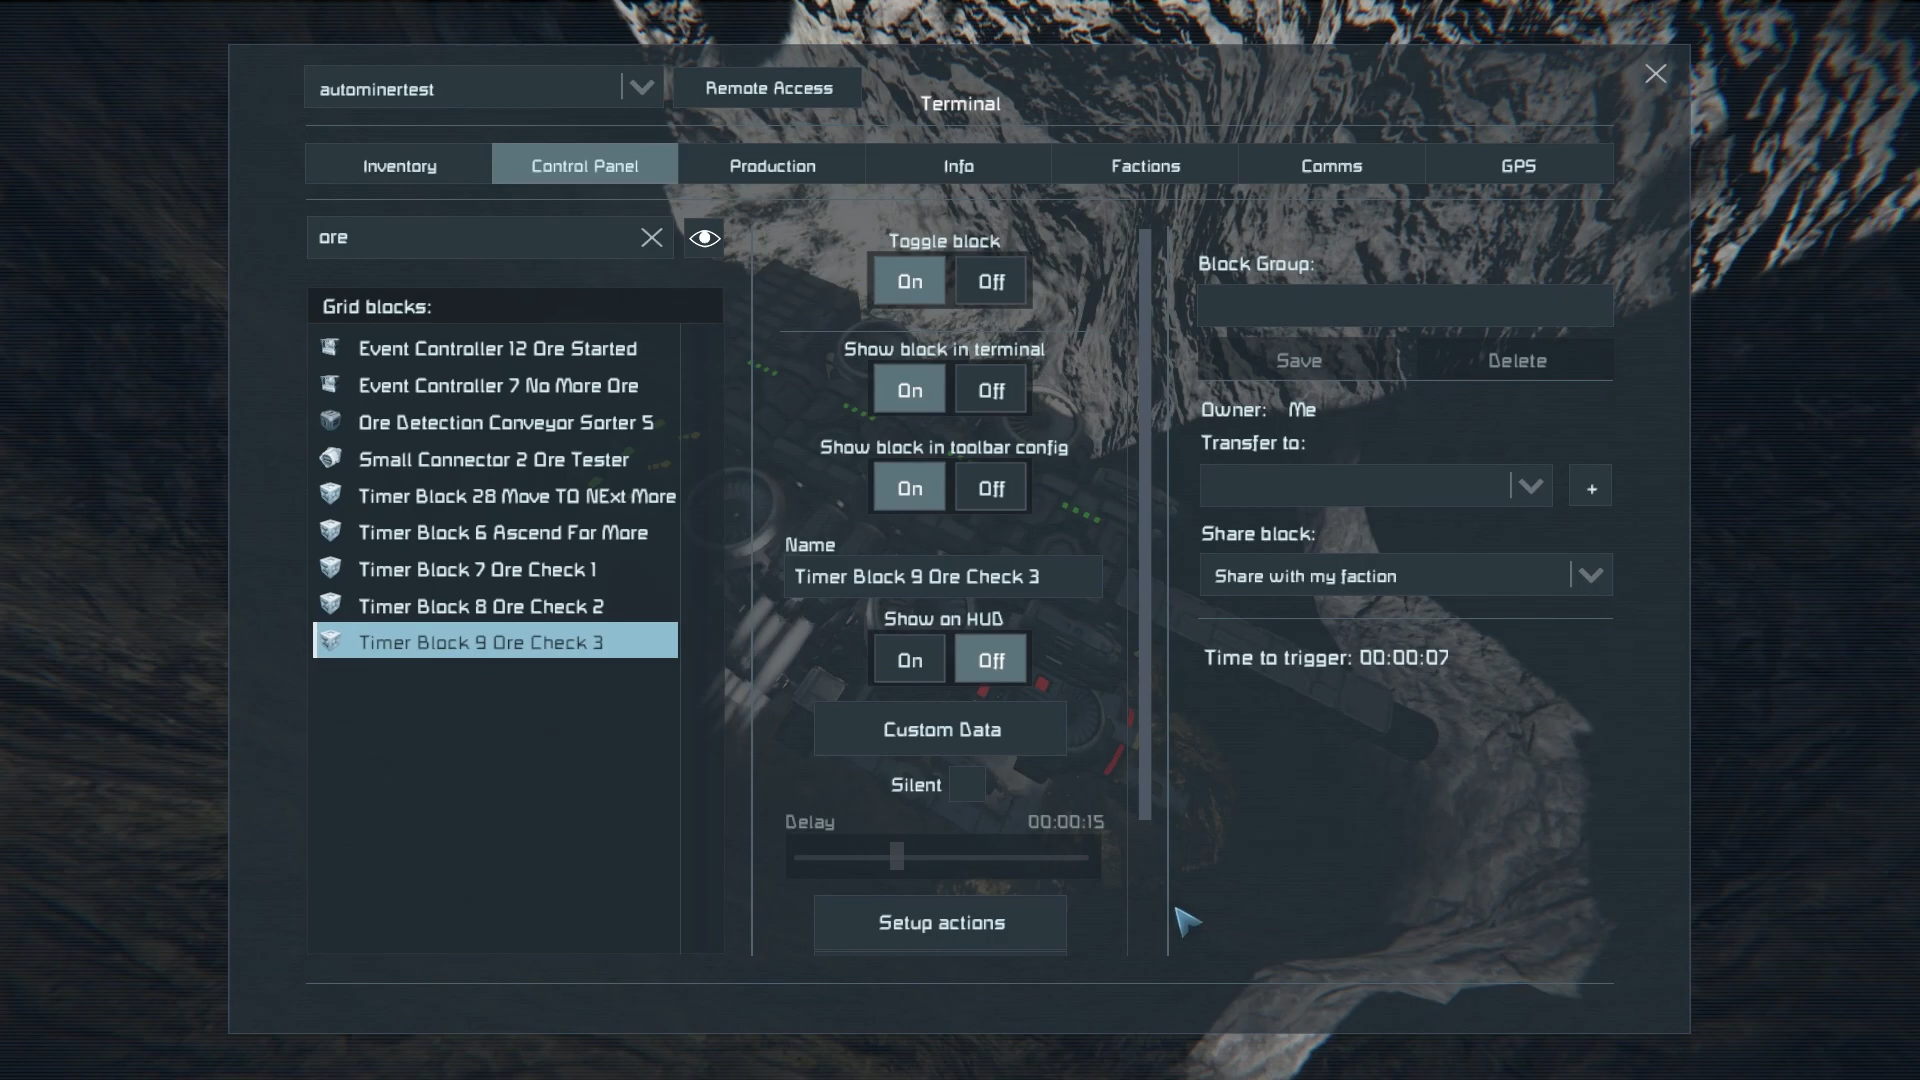 autominertest
Remote Access
Terminal
Inventory
Control Panel
Production
Info
Factions
Comms
GPS
ore
Grid blocks:
Event Controller 12 Ore Started
Event Controller 7 No More Ore
Ore Detection Conveyor Sorter 5
Small Connector 2 Ore Tester
Timer Block 28 Move TO NExt More
Timer Block 6 Ascend For More
Timer Block 7 Ore Check 1
Timer Block 8 Ore Check 2
Timer Block 9 Ore Check 3
Toggle block
On Off
Show block in terminal
On Off
Show block in toolbar config
On Off
Name
Timer Block 9 Ore Check 3
Show on HUD
On Off
Custom Data
Silent
Delay 00:00:15
Setup actions
Block Group:
Save Delete
Owner: Me
Transfer to:
+
Share block:
Share with my faction
Time to trigger: 00:00:07